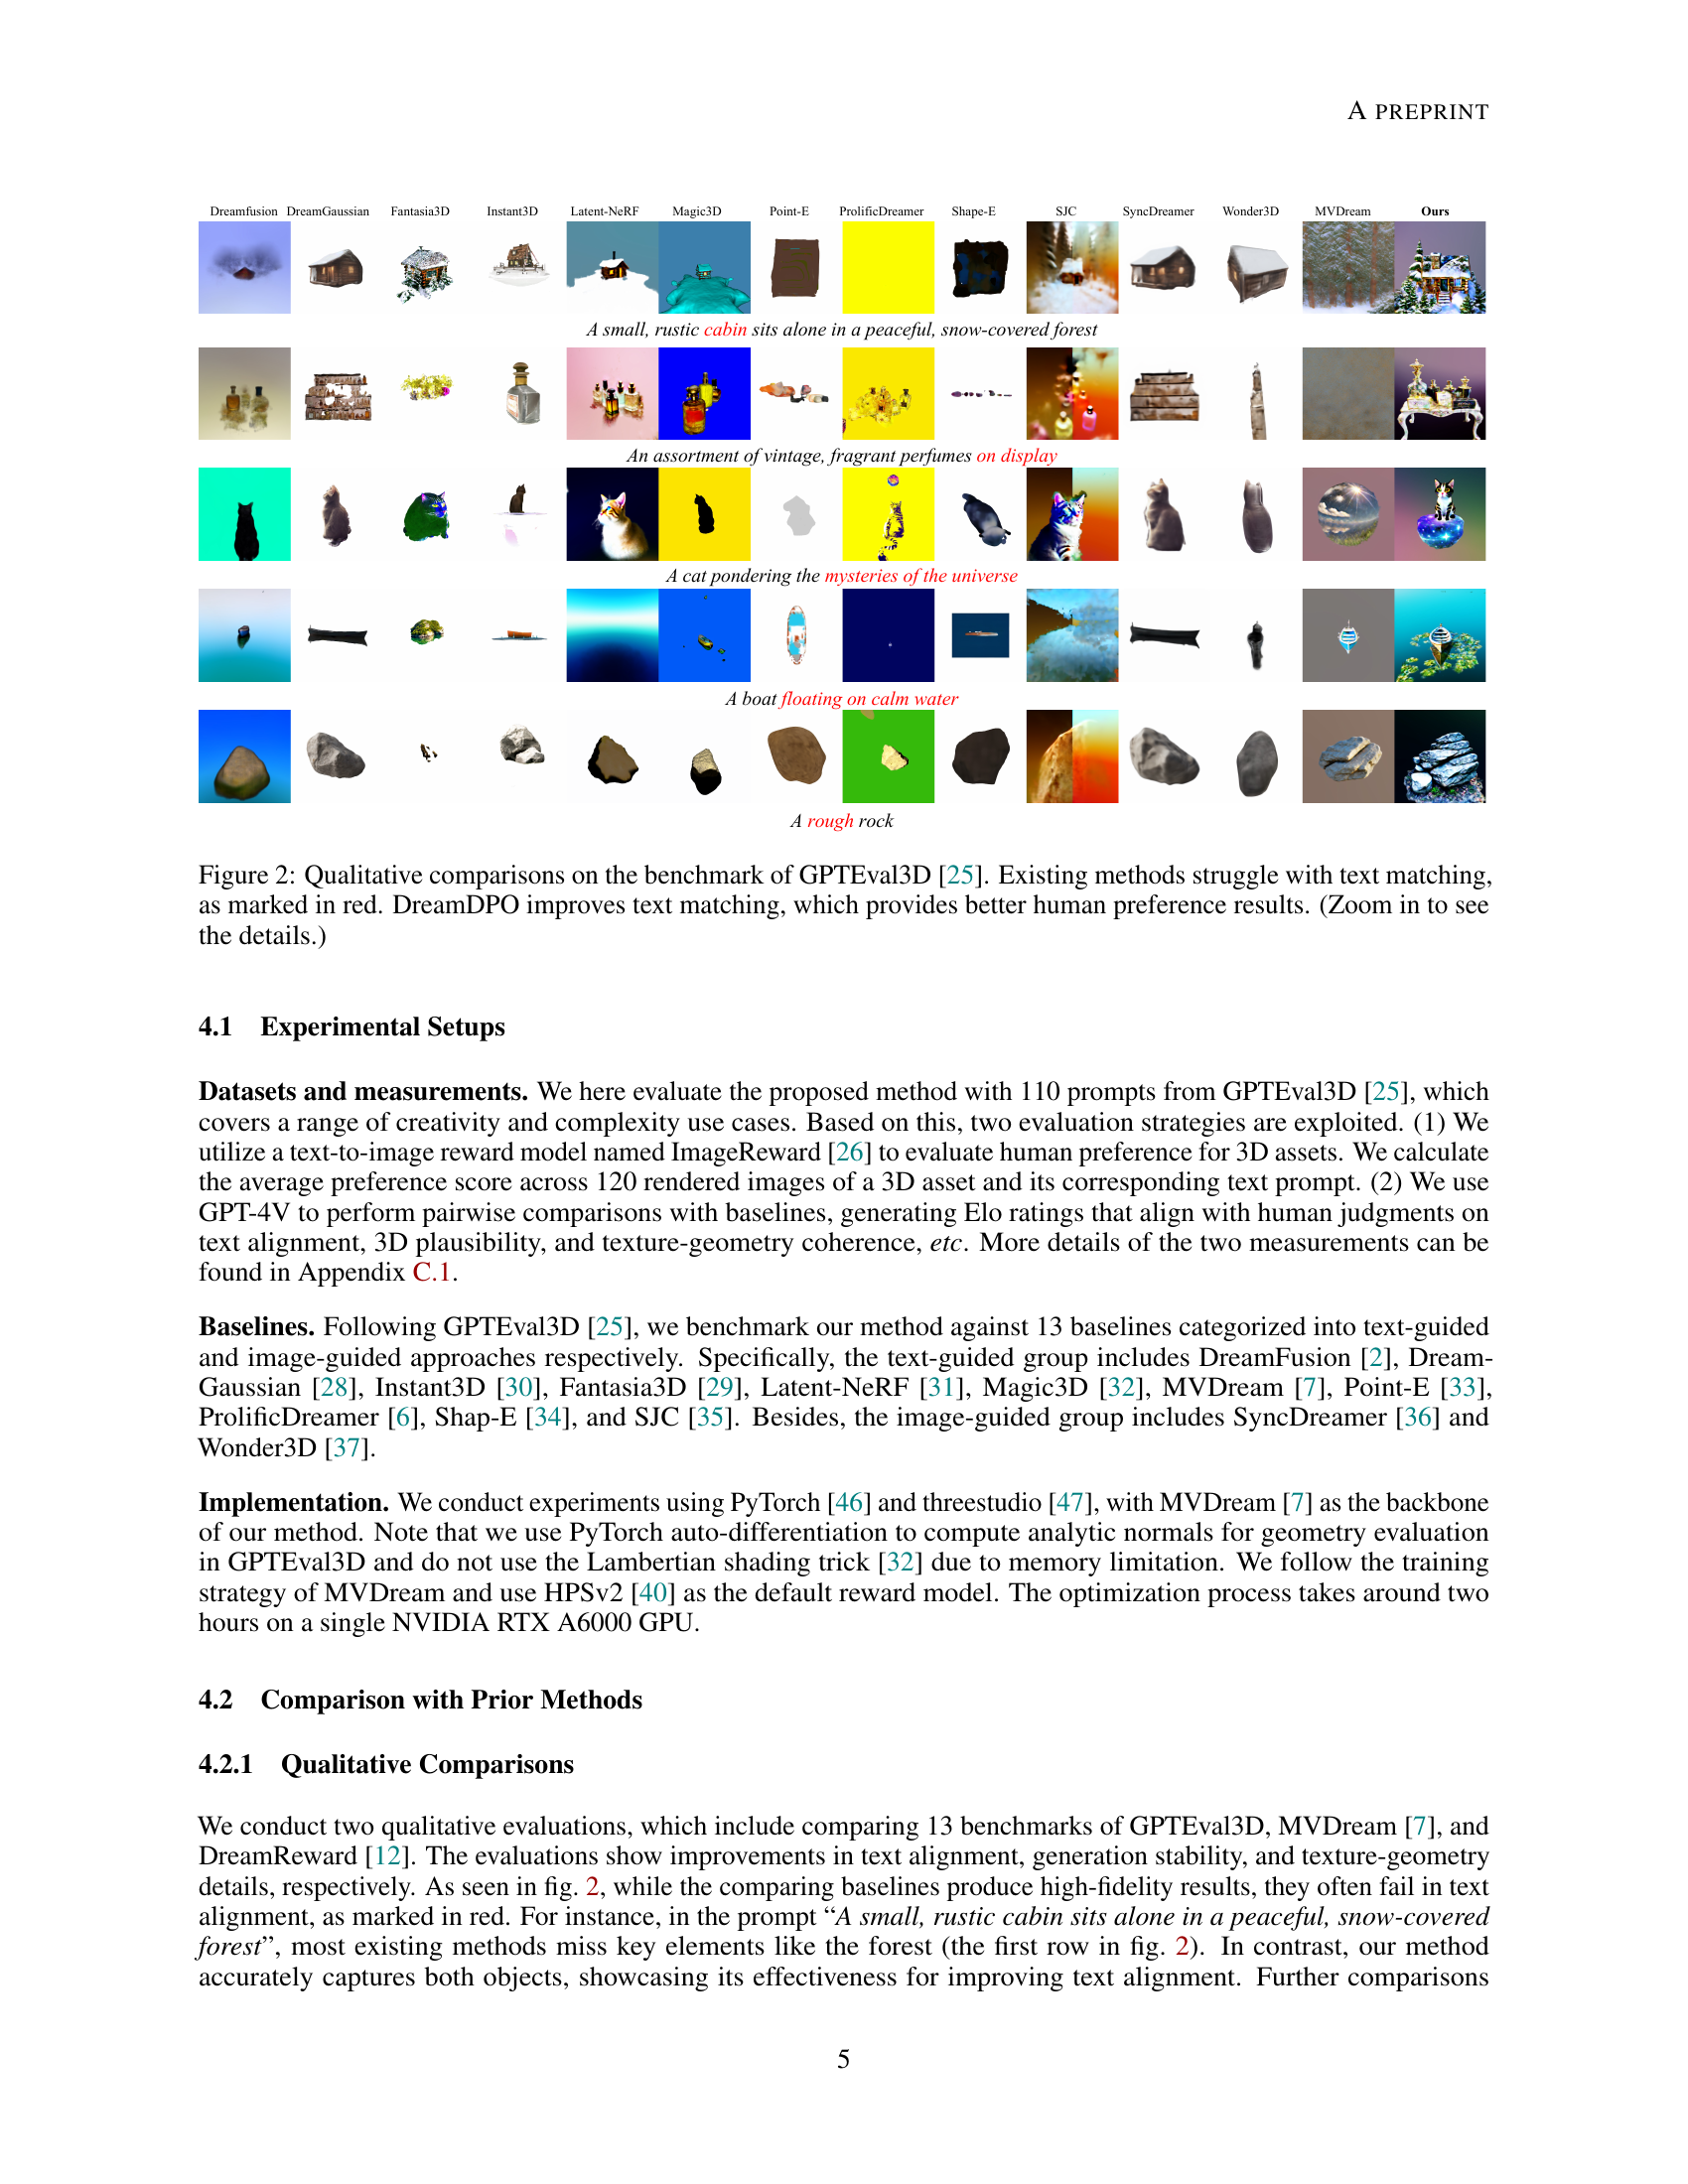 A PREPRINT
Dreamfusion DreamGaussian Fantasia3D Instant3D Latent-NeRF Magic3D Point-E ProlificDreamer Shape-E SJC SyncDreamer Wonder3D MVDream Ours
A small, rustic cabin sits alone in a peaceful, snow-covered forest
An assortment of vintage, fragrant perfumes on display
A cat pondering the mysteries of the universe
A boat floating on calm water
A rough rock
Figure 2: Qualitative comparisons on the benchmark of GPTEval3D [25]. Existing methods struggle with text matching,
as marked in red. DreamDPO improves text matching, which provides better human preference results. (Zoom in to see
the details.)
4.1 Experimental Setups
Datasets and measurements. We here evaluate the proposed method with 110 prompts from GPTEval3D [25], which
covers a range of creativity and complexity use cases. Based on this, two evaluation strategies are exploited. (1) We
utilize a text-to-image reward model named ImageReward [26] to evaluate human preference for 3D assets. We calculate
the average preference score across 120 rendered images of a 3D asset and its corresponding text prompt. (2) We use
GPT-4V to perform pairwise comparisons with baselines, generating Elo ratings that align with human judgments on
text alignment, 3D plausibility, and texture-geometry coherence, etc. More details of the two measurements can be
found in Appendix C.1.
Baselines. Following GPTEval3D [25], we benchmark our method against 13 baselines categorized into text-guided
and image-guided approaches respectively. Specifically, the text-guided group includes DreamFusion [2], Dream-
Gaussian [28], Instant3D [30], Fantasia3D [29], Latent-NeRF [31], Magic3D [32], MVDream [7], Point-E [33],
ProlificDreamer [6], Shap-E [34], and SJC [35]. Besides, the image-guided group includes SyncDreamer [36] and
Wonder3D [37].
Implementation. We conduct experiments using PyTorch [46] and threestudio [47], with MVDream [7] as the backbone
of our method. Note that we use PyTorch auto-differentiation to compute analytic normals for geometry evaluation
in GPTEval3D and do not use the Lambertian shading trick [32] due to memory limitation. We follow the training
strategy of MVDream and use HPSv2 [40] as the default reward model. The optimization process takes around two
hours on a single NVIDIA RTX A6000 GPU.
4.2 Comparison with Prior Methods
4.2.1 Qualitative Comparisons
We conduct two qualitative evaluations, which include comparing 13 benchmarks of GPTEval3D, MVDream [7], and
DreamReward [12]. The evaluations show improvements in text alignment, generation stability, and texture-geometry
details, respectively. As seen in fig. 2, while the comparing baselines produce high-fidelity results, they often fail in text
alignment, as marked in red. For instance, in the prompt “A small, rustic cabin sits alone in a peaceful, snow-covered
forest”, most existing methods miss key elements like the forest (the first row in fig. 2). In contrast, our method
accurately captures both objects, showcasing its effectiveness for improving text alignment. Further comparisons
5